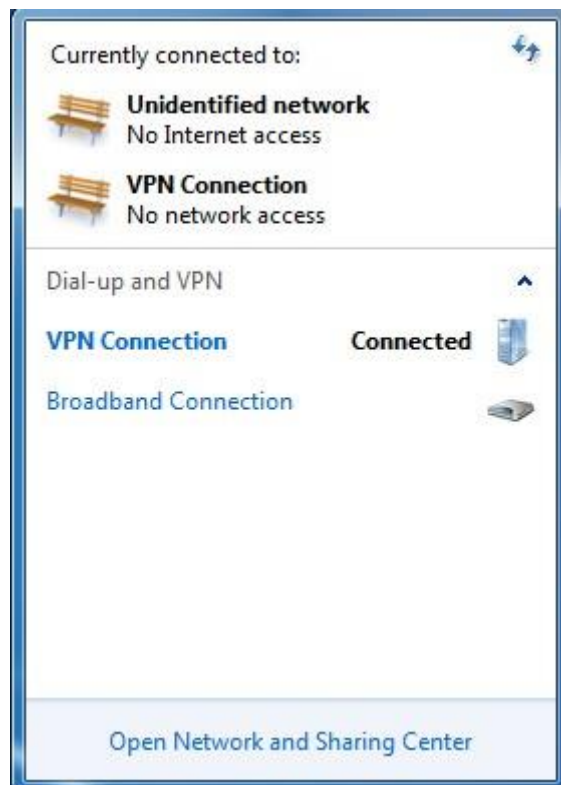 Currently connected to:
Unidentified network
No Internet access
VPN Connection
No network access
Dial-up and VPN
VPN Connection Connected
Broadband Connection
Open Network and Sharing Center